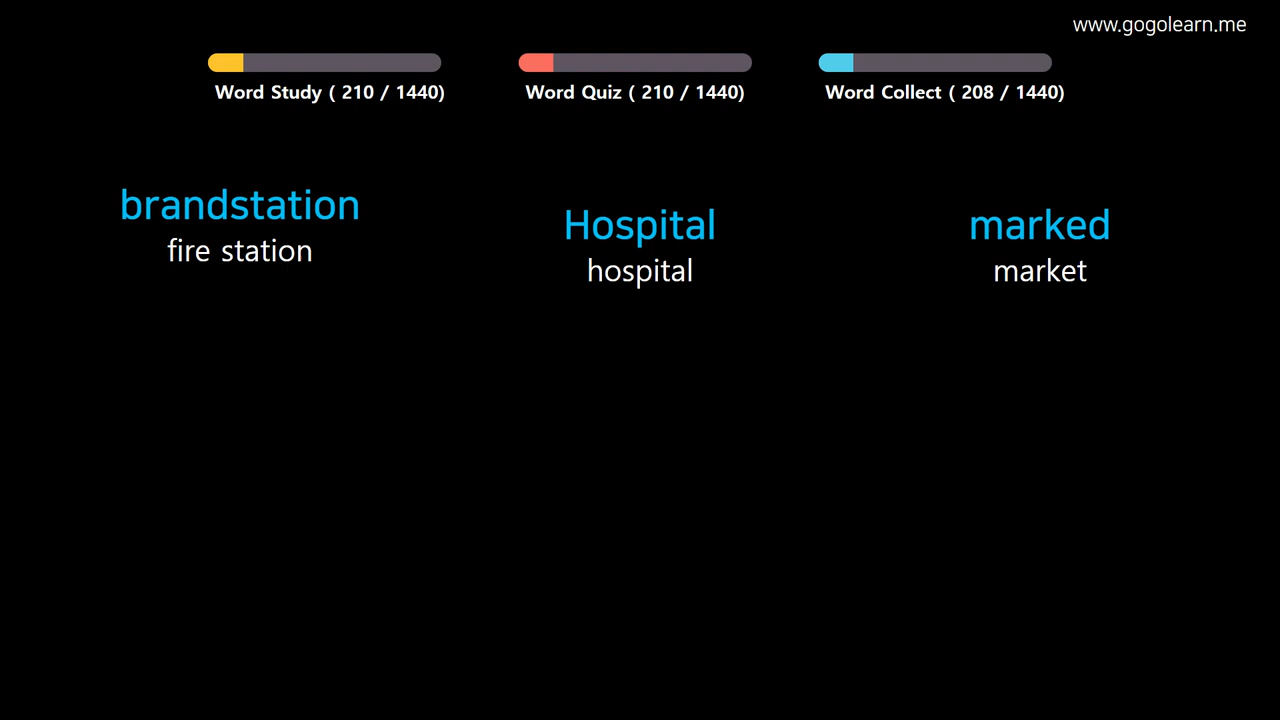 www.gogolearn.me
Word Study ( 210 / 1440)
Word Quiz ( 210 / 1440)
Word Collect ( 208 / 1440)
brandstation
fire station
Hospital
hospital
marked
market